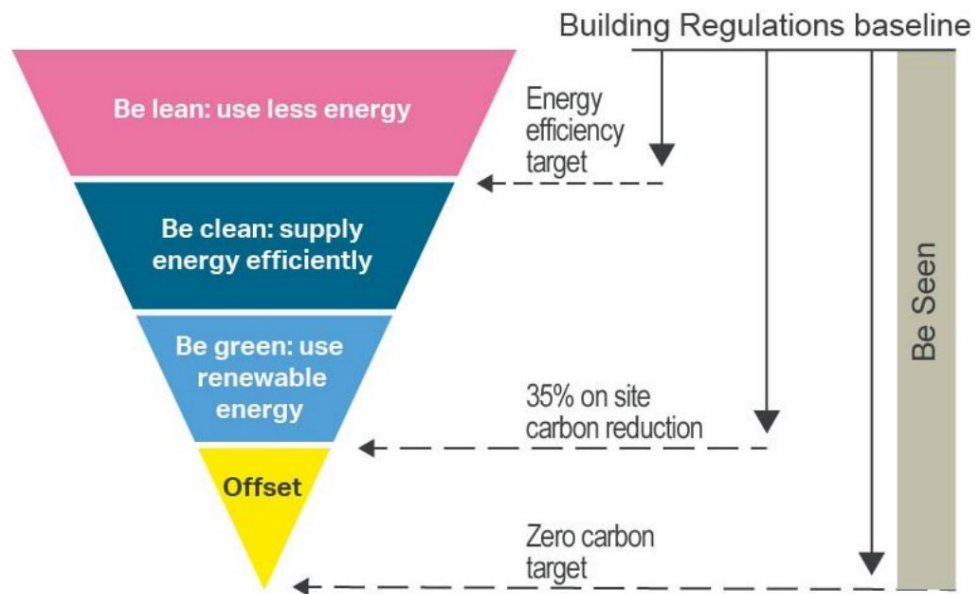 Building Regulations baseline
Be lean: use less energy
Energy
efficiency
target
Be clean: supply
energy efficiently
Be green: use
renewable
energy
35% on site
carbon reduction
Offset
Zero carbon
target
Be Seen